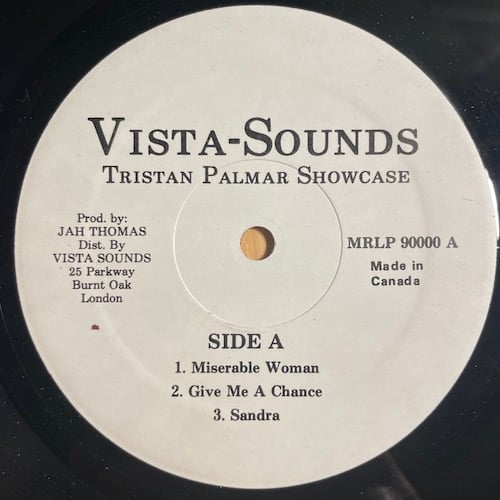 VISTA-SOUNDS
TRISTAN PALMAR SHOWCASE
Prod. by:
JAH THOMAS
Dist. By
VISTA SOUNDS
25 Parkway
Burnt Oak
London
MRLP 90000 A
Made in
Canada
SIDE A
1. Miserable Woman
2. Give Me A Chance
3. Sandra